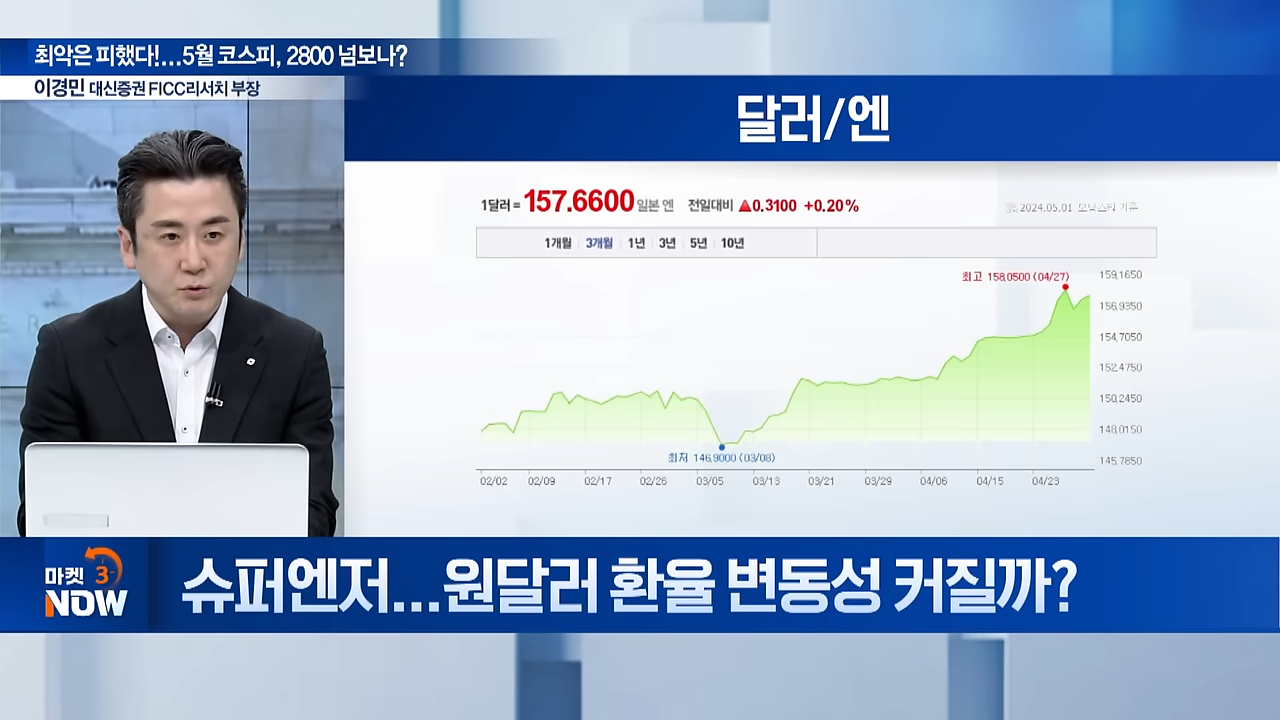 최악은 피했다!...5월 코스피, 2800 넘보나?
이경민 대신증권 FICC리서치 부장
달러/엔
1달러 = 157.6600 일본 엔 전일대비 ▲0.3100 +0.20%
2024.05.01 모닝스타 기준
1개월 3개월 1년 3년 5년 10년
최고 158.0500 (04/27)
159.1650
156.9350
154.7050
152.4750
150.2450
148.0150
145.7850
최저 146.9000 (03/08)
02/02 02/09 02/17 02/26 03/05 03/13 03/21 03/29 04/06 04/15 04/23
마켓 3
NOW
슈퍼엔저...원달러 환율 변동성 커질까?